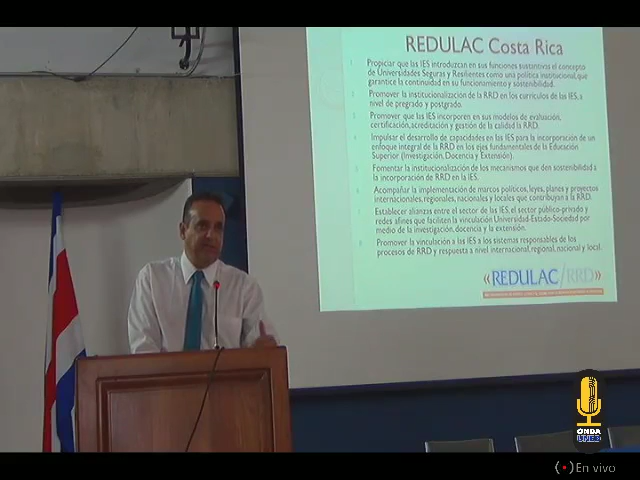 REDULAC Costa Rica
1. Propiciar que las IES introduzcan en sus funciones sustantivas el concepto
de Universidades Seguras y Resilientes como una política institucional, que
garantice la continuidad en su funcionamiento y sostenibilidad.
2. Promover la institucionalización de la RRD en los currículos de las IES, a
nivel de pregrado y postgrado.
3. Promover que las IES incorporen en sus modelos de evaluación,
certificación, acreditación y gestión de la calidad la RRD.
4. Impulsar el desarrollo de capacidades en las IES para la incorporación de un
enfoque integral de la RRD en los ejes fundamentales de la Educación
Superior (Investigación, Docencia y Extensión).
5. Fomentar la institucionalización de los mecanismos que den sostenibilidad a
la incorporación de RRD en la IES.
6. Acompañar la implementación de marcos políticos, leyes, planes y proyectos
internacionales, regionales, nacionales y locales que contribuyan a la RRD.
7. Establecer alianzas entre el sector de las IES, el sector público-privado y
redes afines que faciliten la vinculación Universidad-Estado-Sociedad por
medio de la investigación, docencia y la extensión.
8. Promover la vinculación a las IES a los sistemas responsables de los
procesos de RRD y respuesta a nivel internacional, regional, nacional y local.
«REDULAC/RRD»
ONDA
UNED
En vivo